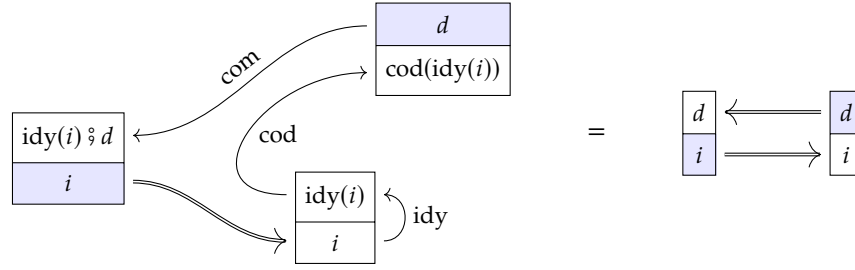 d
com
cod(idy(i))
idy(i) ⨟ d
cod
i
idy(i)
idy
i
=
d d
i i